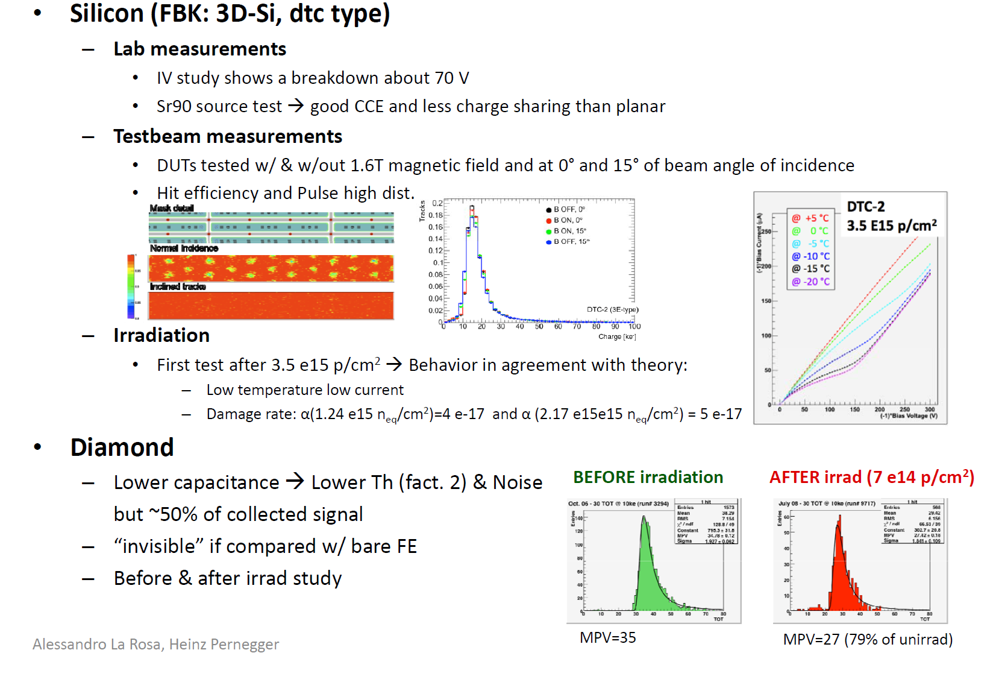 • Silicon (FBK: 3D-Si, dtc type)
– Lab measurements
• IV study shows a breakdown about 70 V
• Sr90 source test → good CCE and less charge sharing than planar
– Testbeam measurements
• DUTs tested w/ & w/out 1.6T magnetic field and at 0° and 15° of beam angle of incidence
• Hit efficiency and Pulse high dist.
Mask detail
Normal Incidence
Inclined tracks
Tracks
0.2
0.18
0.16
0.14
0.12
0.1
0.08
0.06
0.04
0.02
0
0 10 20 30 40 50 60 70 80 90 100
Charge [ke-]
B OFF, 0°
B ON, 0°
B ON, 15°
B OFF, 15°
DTC-2 (3E-type)
DTC-2
3.5 E15 p/cm²
@ +5 °C
@ 0 °C
@ -5 °C
@ -10 °C
@ -15 °C
@ -20 °C
(-1)*Bias Current (μA)
250
200
150
100
50
0
0 50 100 150 200 250 300
(-1)*Bias Voltage (V)
– Irradiation
• First test after 3.5 e15 p/cm² → Behavior in agreement with theory:
– Low temperature low current
– Damage rate: α(1.24 e15 neq/cm²)=4 e-17 and α (2.17 e15e15 neq/cm²) = 5 e-17
• Diamond
– Lower capacitance → Lower Th (fact. 2) & Noise
but ~50% of collected signal
– “invisible” if compared w/ bare FE
– Before & after irrad study
BEFORE irradiation
Oct. 06 - 30 TOT @ 10ke (run# 3294)
1 hit
Entries 1573
Mean 38.29
RMS 7.154
χ² / ndf 128.8 / 49
Constant 795.3 ± 31.8
MPV 34.78 ± 0.12
Sigma 1.927 ± 0.062
Entries
140
120
100
80
60
40
20
0
0 10 20 30 40 50 60 70 80
TOT
MPV=35
AFTER irrad (7 e14 p/cm²)
July 08 - 30 TOT @ 10ke (run# 9717)
1 hit
Entries 568
Mean 29.42
RMS 6.156
χ² / ndf 66.53 / 39
Constant 302.7 ± 20.8
MPV 27.42 ± 0.18
Sigma 1.841 ± 0.109
Entries
60
50
40
30
20
10
0
0 10 20 30 40 50 60 70 80
TOT
MPV=27 (79% of unirrad)
Alessandro La Rosa, Heinz Pernegger